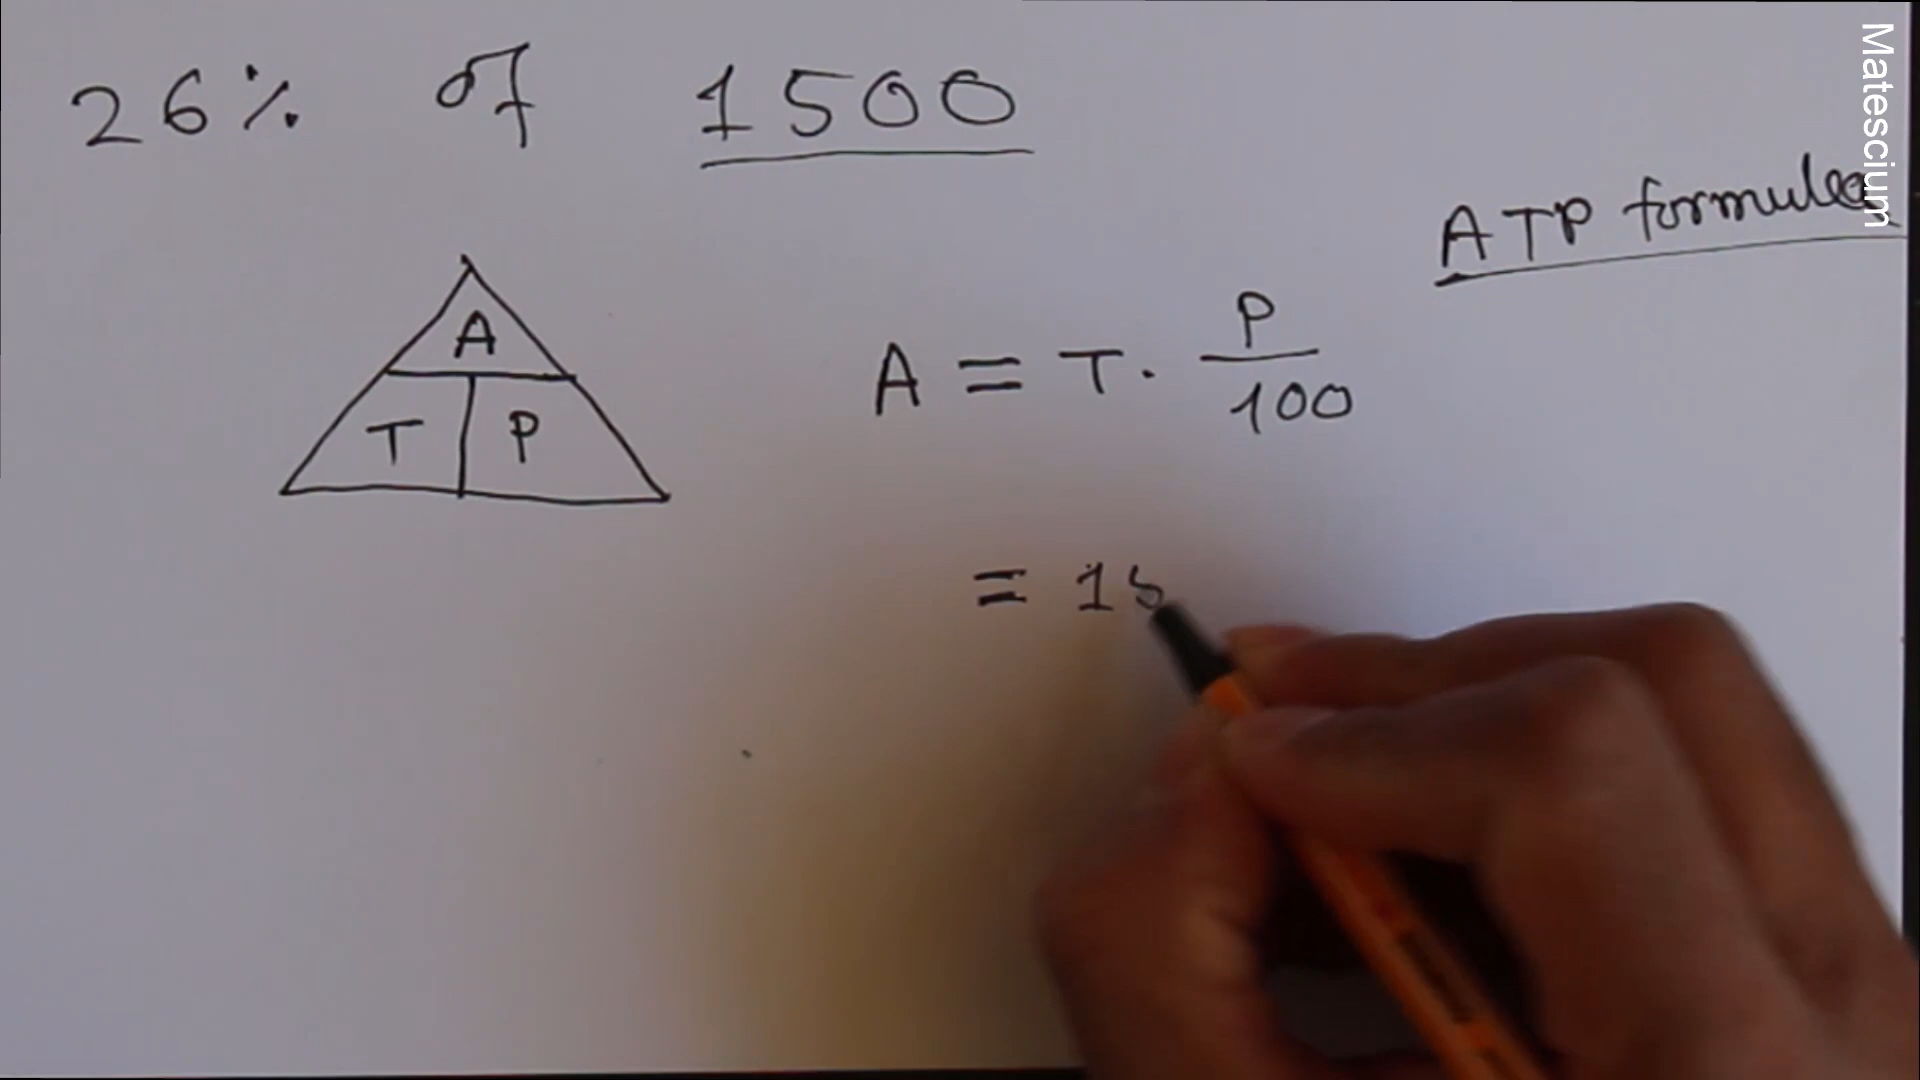 26% of 1500
ATP formula
A
T P
A = T. P/100
= 15
Matescium